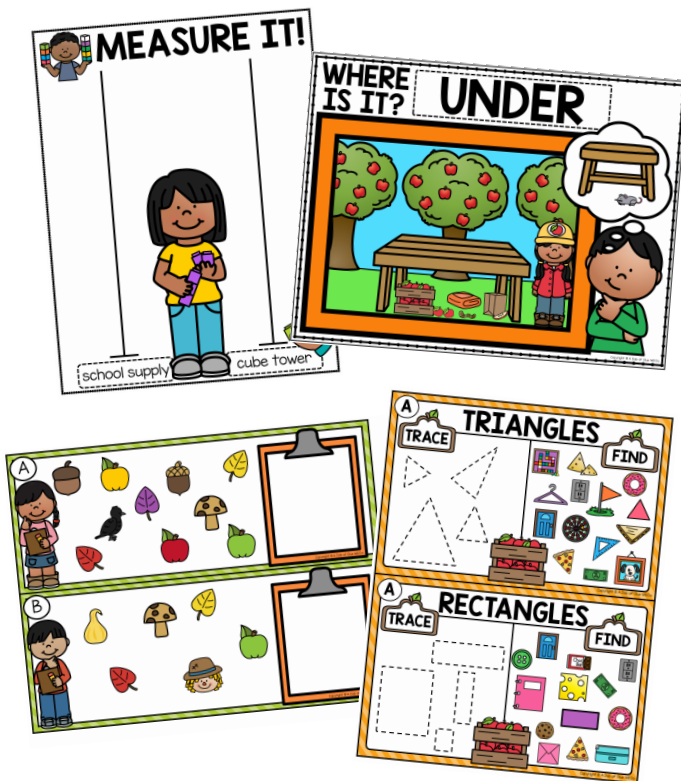 MEASURE IT!
school supply
cube tower
WHERE
IS IT?
UNDER
A
B
A
TRIANGLES
TRACE
FIND
A
RECTANGLES
TRACE
FIND